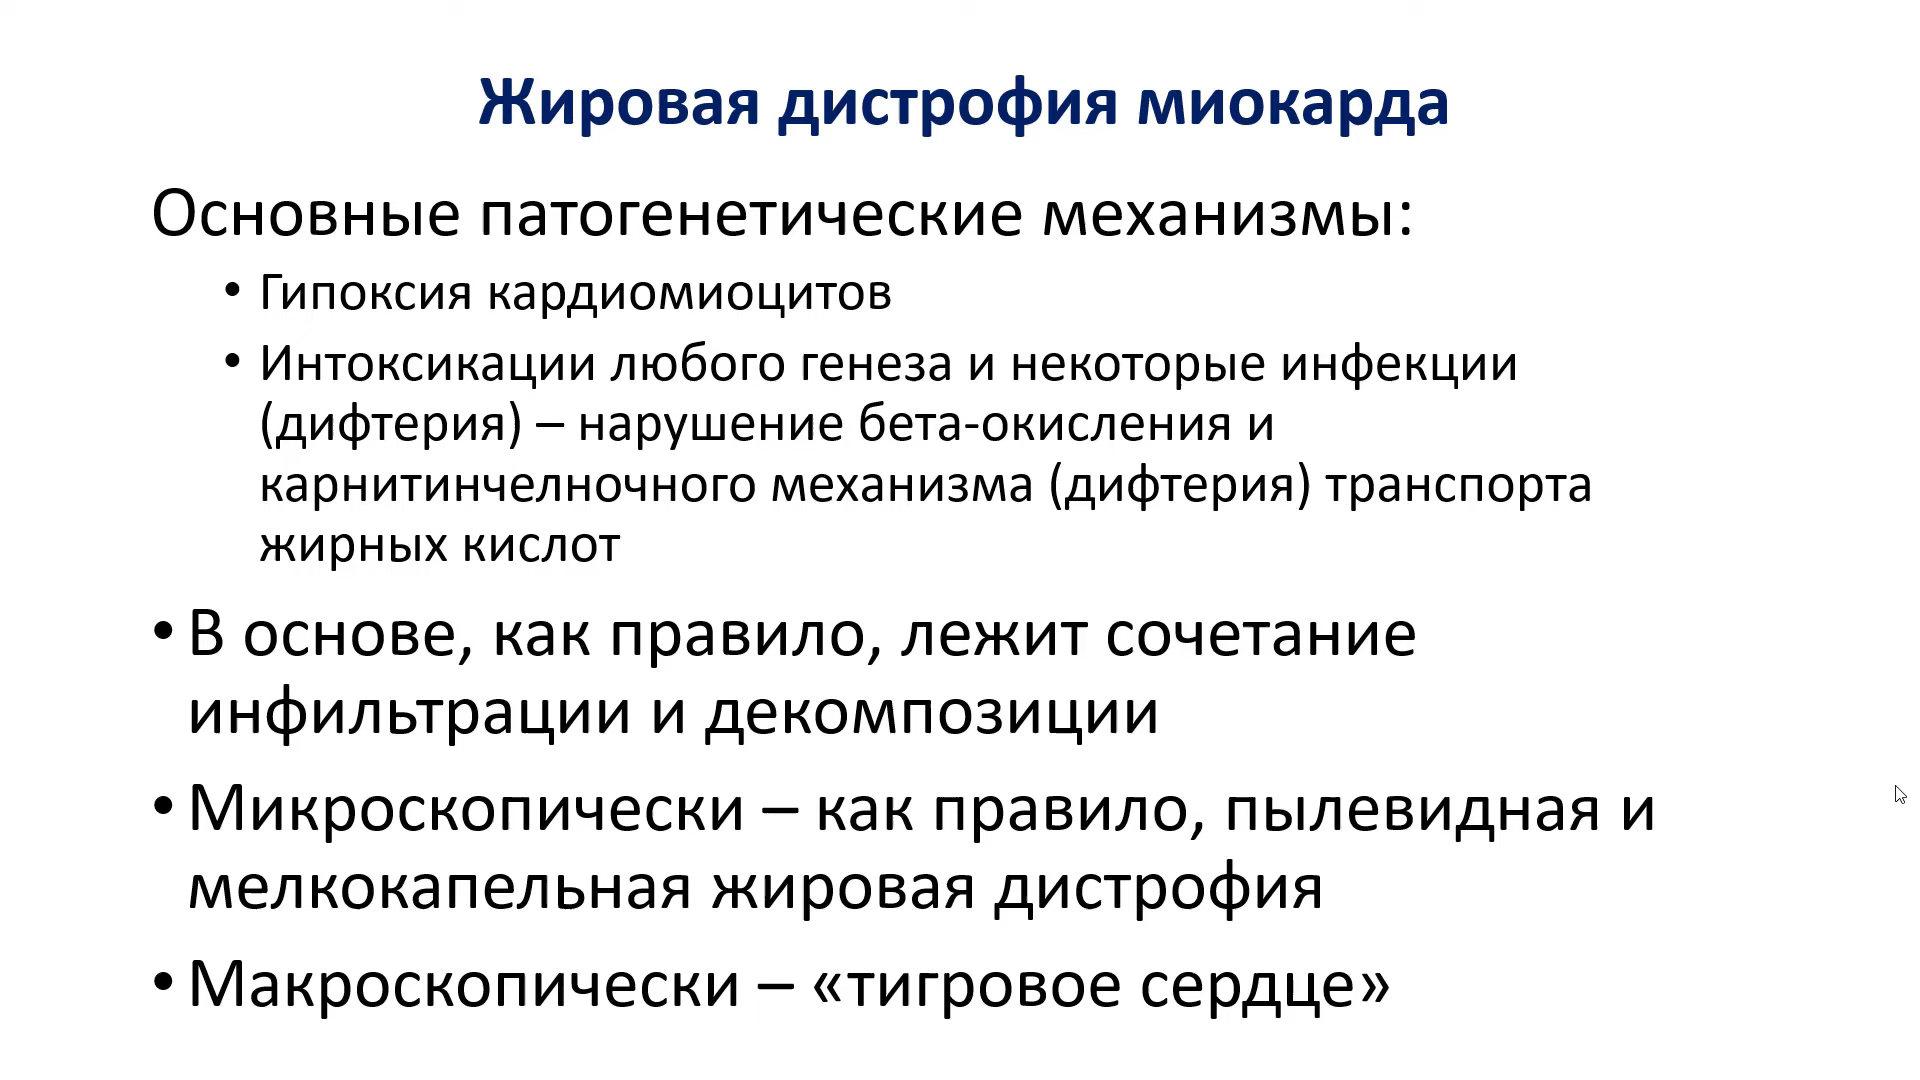 Жировая дистрофия миокарда
Основные патогенетические механизмы:
• Гипоксия кардиомиоцитов
• Интоксикации любого генеза и некоторые инфекции
(дифтерия) – нарушение бета-окисления и
карнитинчелночного механизма (дифтерия) транспорта
жирных кислот
• В основе, как правило, лежит сочетание
инфильтрации и декомпозиции
• Микроскопически – как правило, пылевидная и
мелкокапельная жировая дистрофия
• Макроскопически – «тигровое сердце»